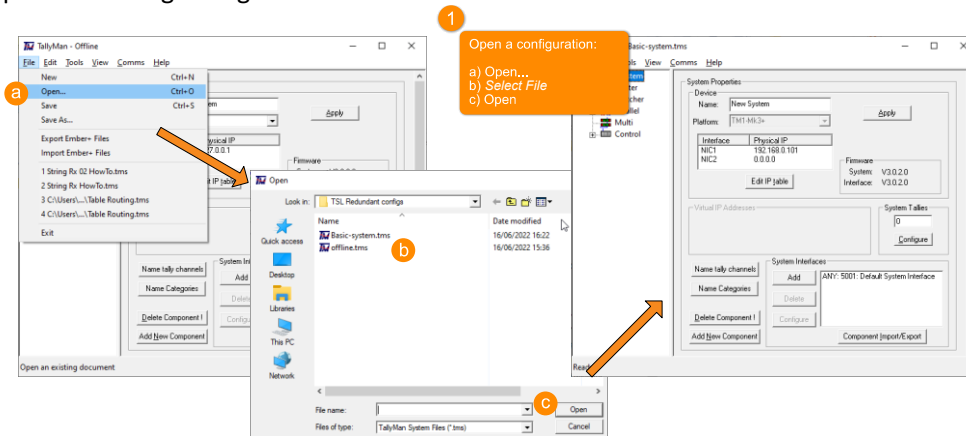 1
Open a configuration:
a) Open...
b) Select File
c) Open
TallyMan - Offline
File Edit Tools View Comms Help
New Ctrl+N
a
Open... Ctrl+O
Save Ctrl+S
Save As...
Export Ember+ Files
Import Ember+ Files
1 String Rx 02 HowTo.tms
2 String Rx HowTo.tms
3 C:\Users\...\Table Routing.tms
4 C:\Users\...\Table Routing.tms
Exit
Apply
Firmware
Name tally channels
Name Categories
Delete Component !
Add New Component
Add
Delete
Open an existing document
Open
Look in: TSL Redundant configs
Name Date modified
Basic-system.tms 16/06/2022 16:22
offline.tms 16/06/2022 15:36
b
Quick access
Desktop
Libraries
This PC
Network
File name:
c
Open
Files of type: TallyMan System Files (*.tms)
Cancel
Basic-system.tms
View Comms Help
Multi
Control
System Properties
Device
Name: New System
Platform: TM1-Mk3+
Apply
Interface Physical IP
NIC1 192.168.0.101
NIC2 0.0.0.0
Edit IP table
Firmware
System: V3.0.2.0
Interface: V3.0.2.0
Virtual IP Addresses
System Tallies
0
Configure
Name tally channels
Name Categories
Delete Component !
Add New Component
System Interfaces
Add
Delete
Configure
ANY: 5001: Default System Interface
Component Import/Export